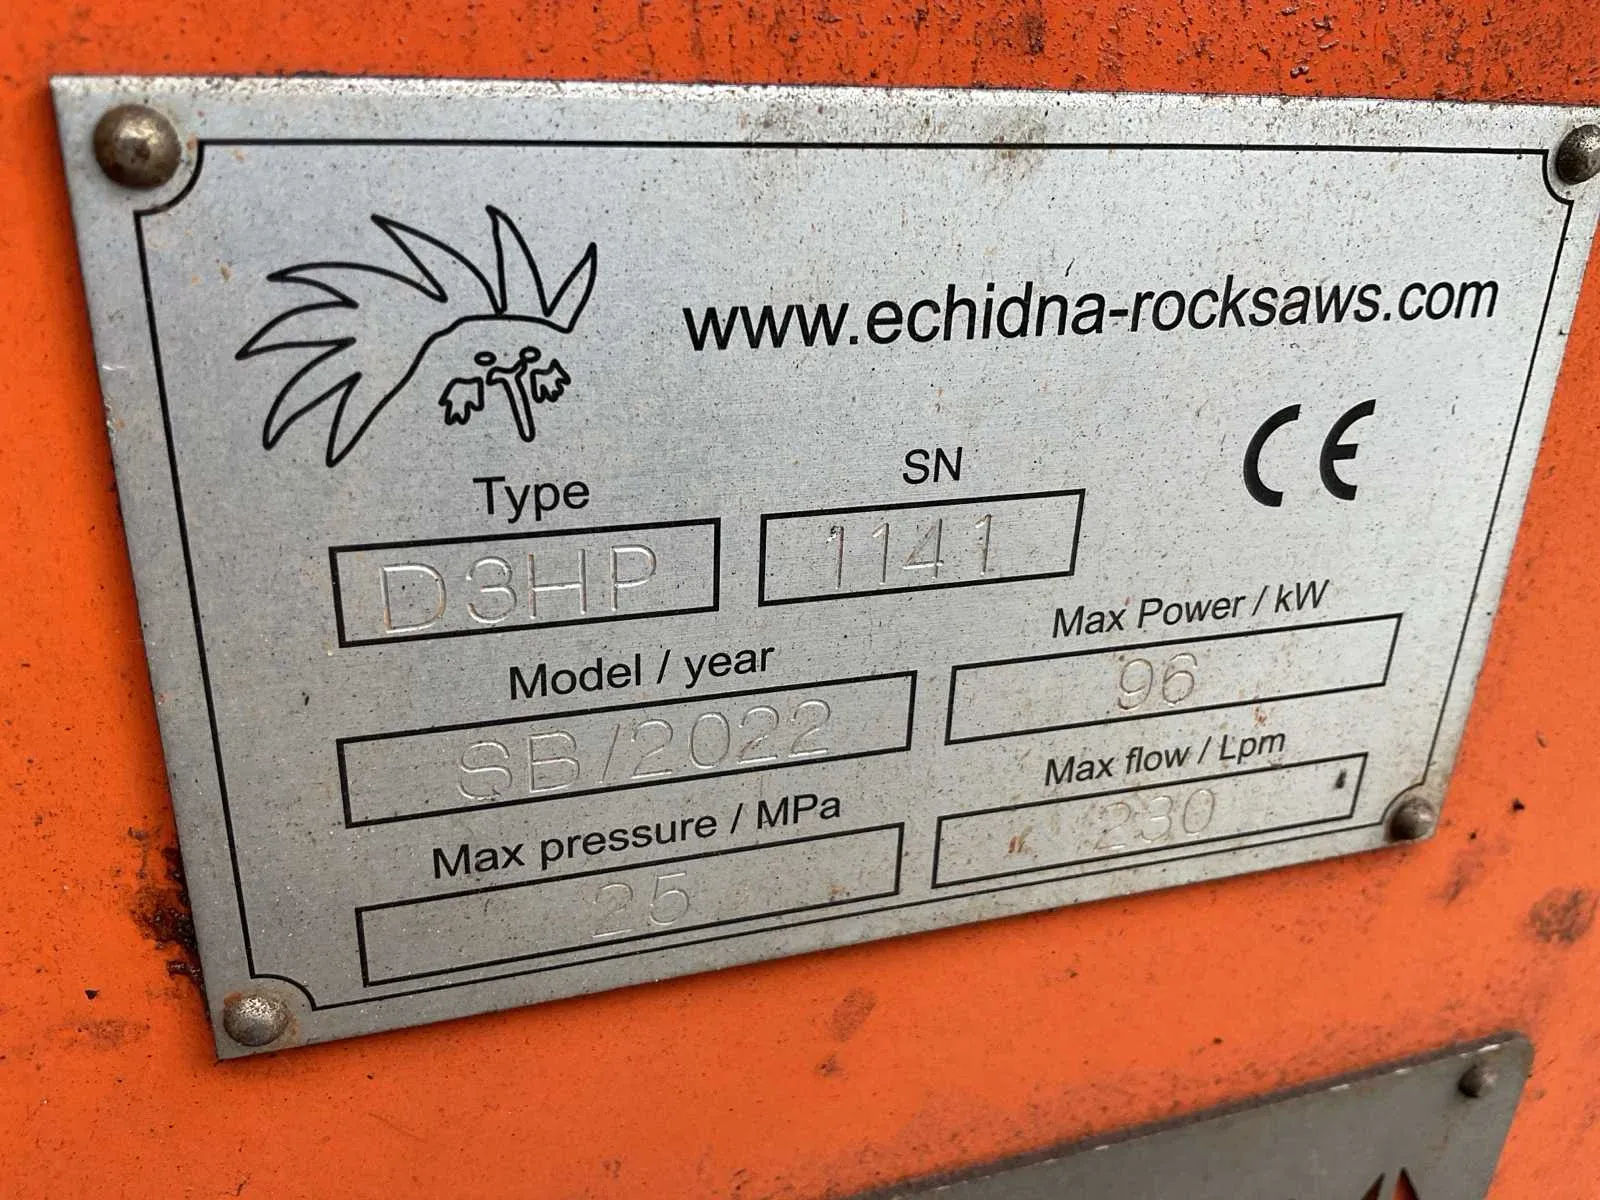 www.echidna-rocksaws.com
CE
Type
SN
D3HP
1141
Model / year
Max Power / kW
SB/2022
96
Max pressure / MPa
Max flow / Lpm
25
230